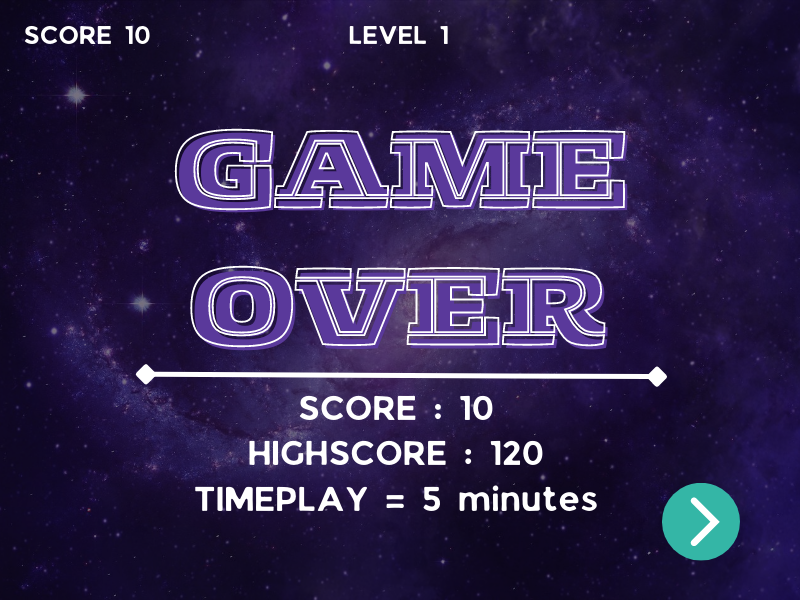 SCORE 10
LEVEL 1
GAME
OVER
SCORE : 10
HIGHSCORE : 120
TIMEPLAY = 5 minutes